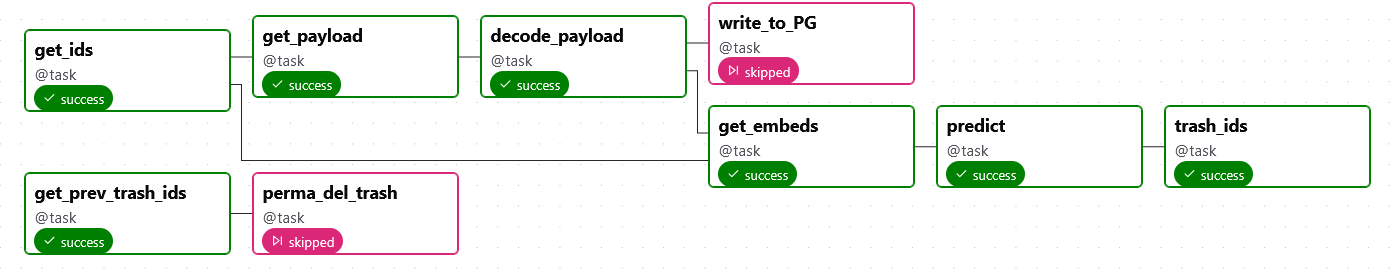 get_ids
@task
success
get_payload
@task
success
decode_payload
@task
success
write_to_PG
@task
skipped
get_embeds
@task
success
predict
@task
success
trash_ids
@task
success
get_prev_trash_ids
@task
success
perma_del_trash
@task
skipped